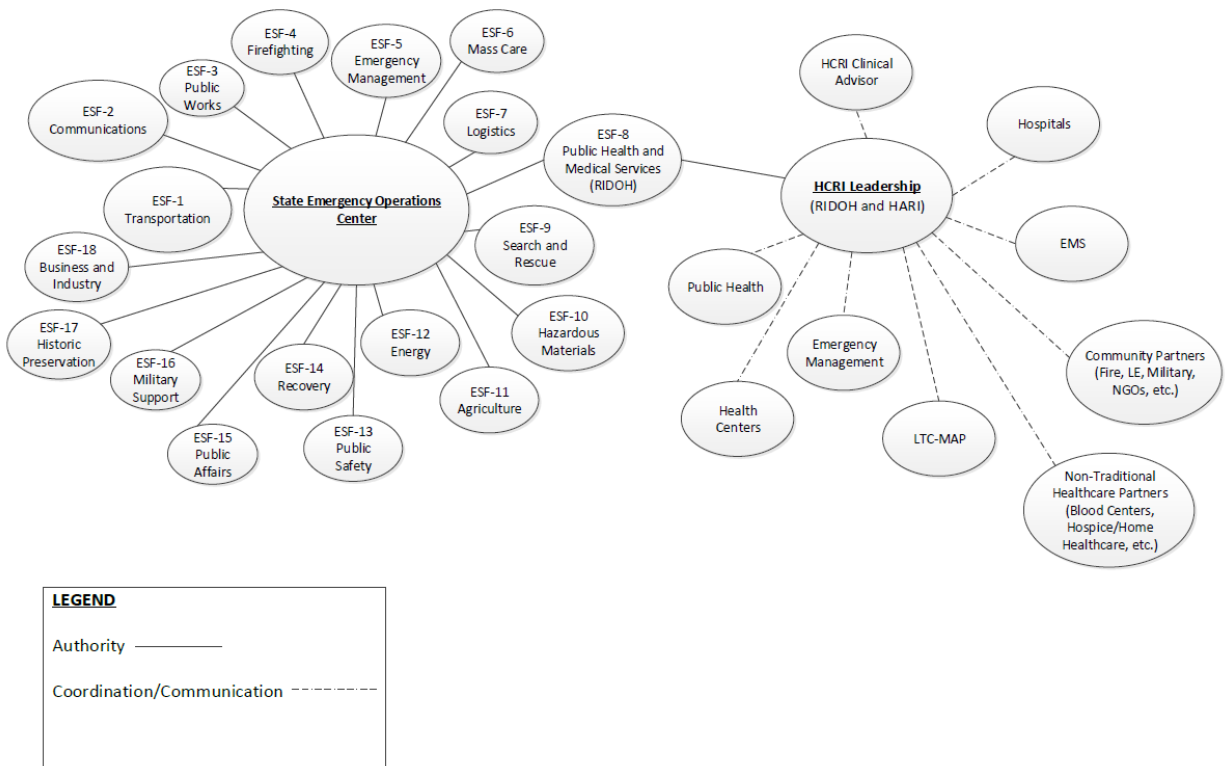 ESF-4
Firefighting
ESF-5
Emergency
Management
ESF-6
Mass Care
ESF-3
Public
Works
ESF-2
Communications
ESF-7
Logistics
ESF-8
Public Health and
Medical Services
(RIDOH)
ESF-1
Transportation
State Emergency Operations
Center
ESF-9
Search and
Rescue
ESF-18
Business and
Industry
ESF-10
Hazardous
Materials
ESF-17
Historic
Preservation
ESF-12
Energy
ESF-16
Military
Support
ESF-14
Recovery
ESF-11
Agriculture
ESF-15
Public
Affairs
ESF-13
Public
Safety
HCRI Clinical
Advisor
Hospitals
HCRI Leadership
(RIDOH and HARI)
EMS
Public Health
Emergency
Management
Community Partners
(Fire, LE, Military,
NGOs, etc.)
Health
Centers
LTC-MAP
Non-Traditional
Healthcare Partners
(Blood Centers,
Hospice/Home
Healthcare, etc.)
LEGEND
Authority
Coordination/Communication